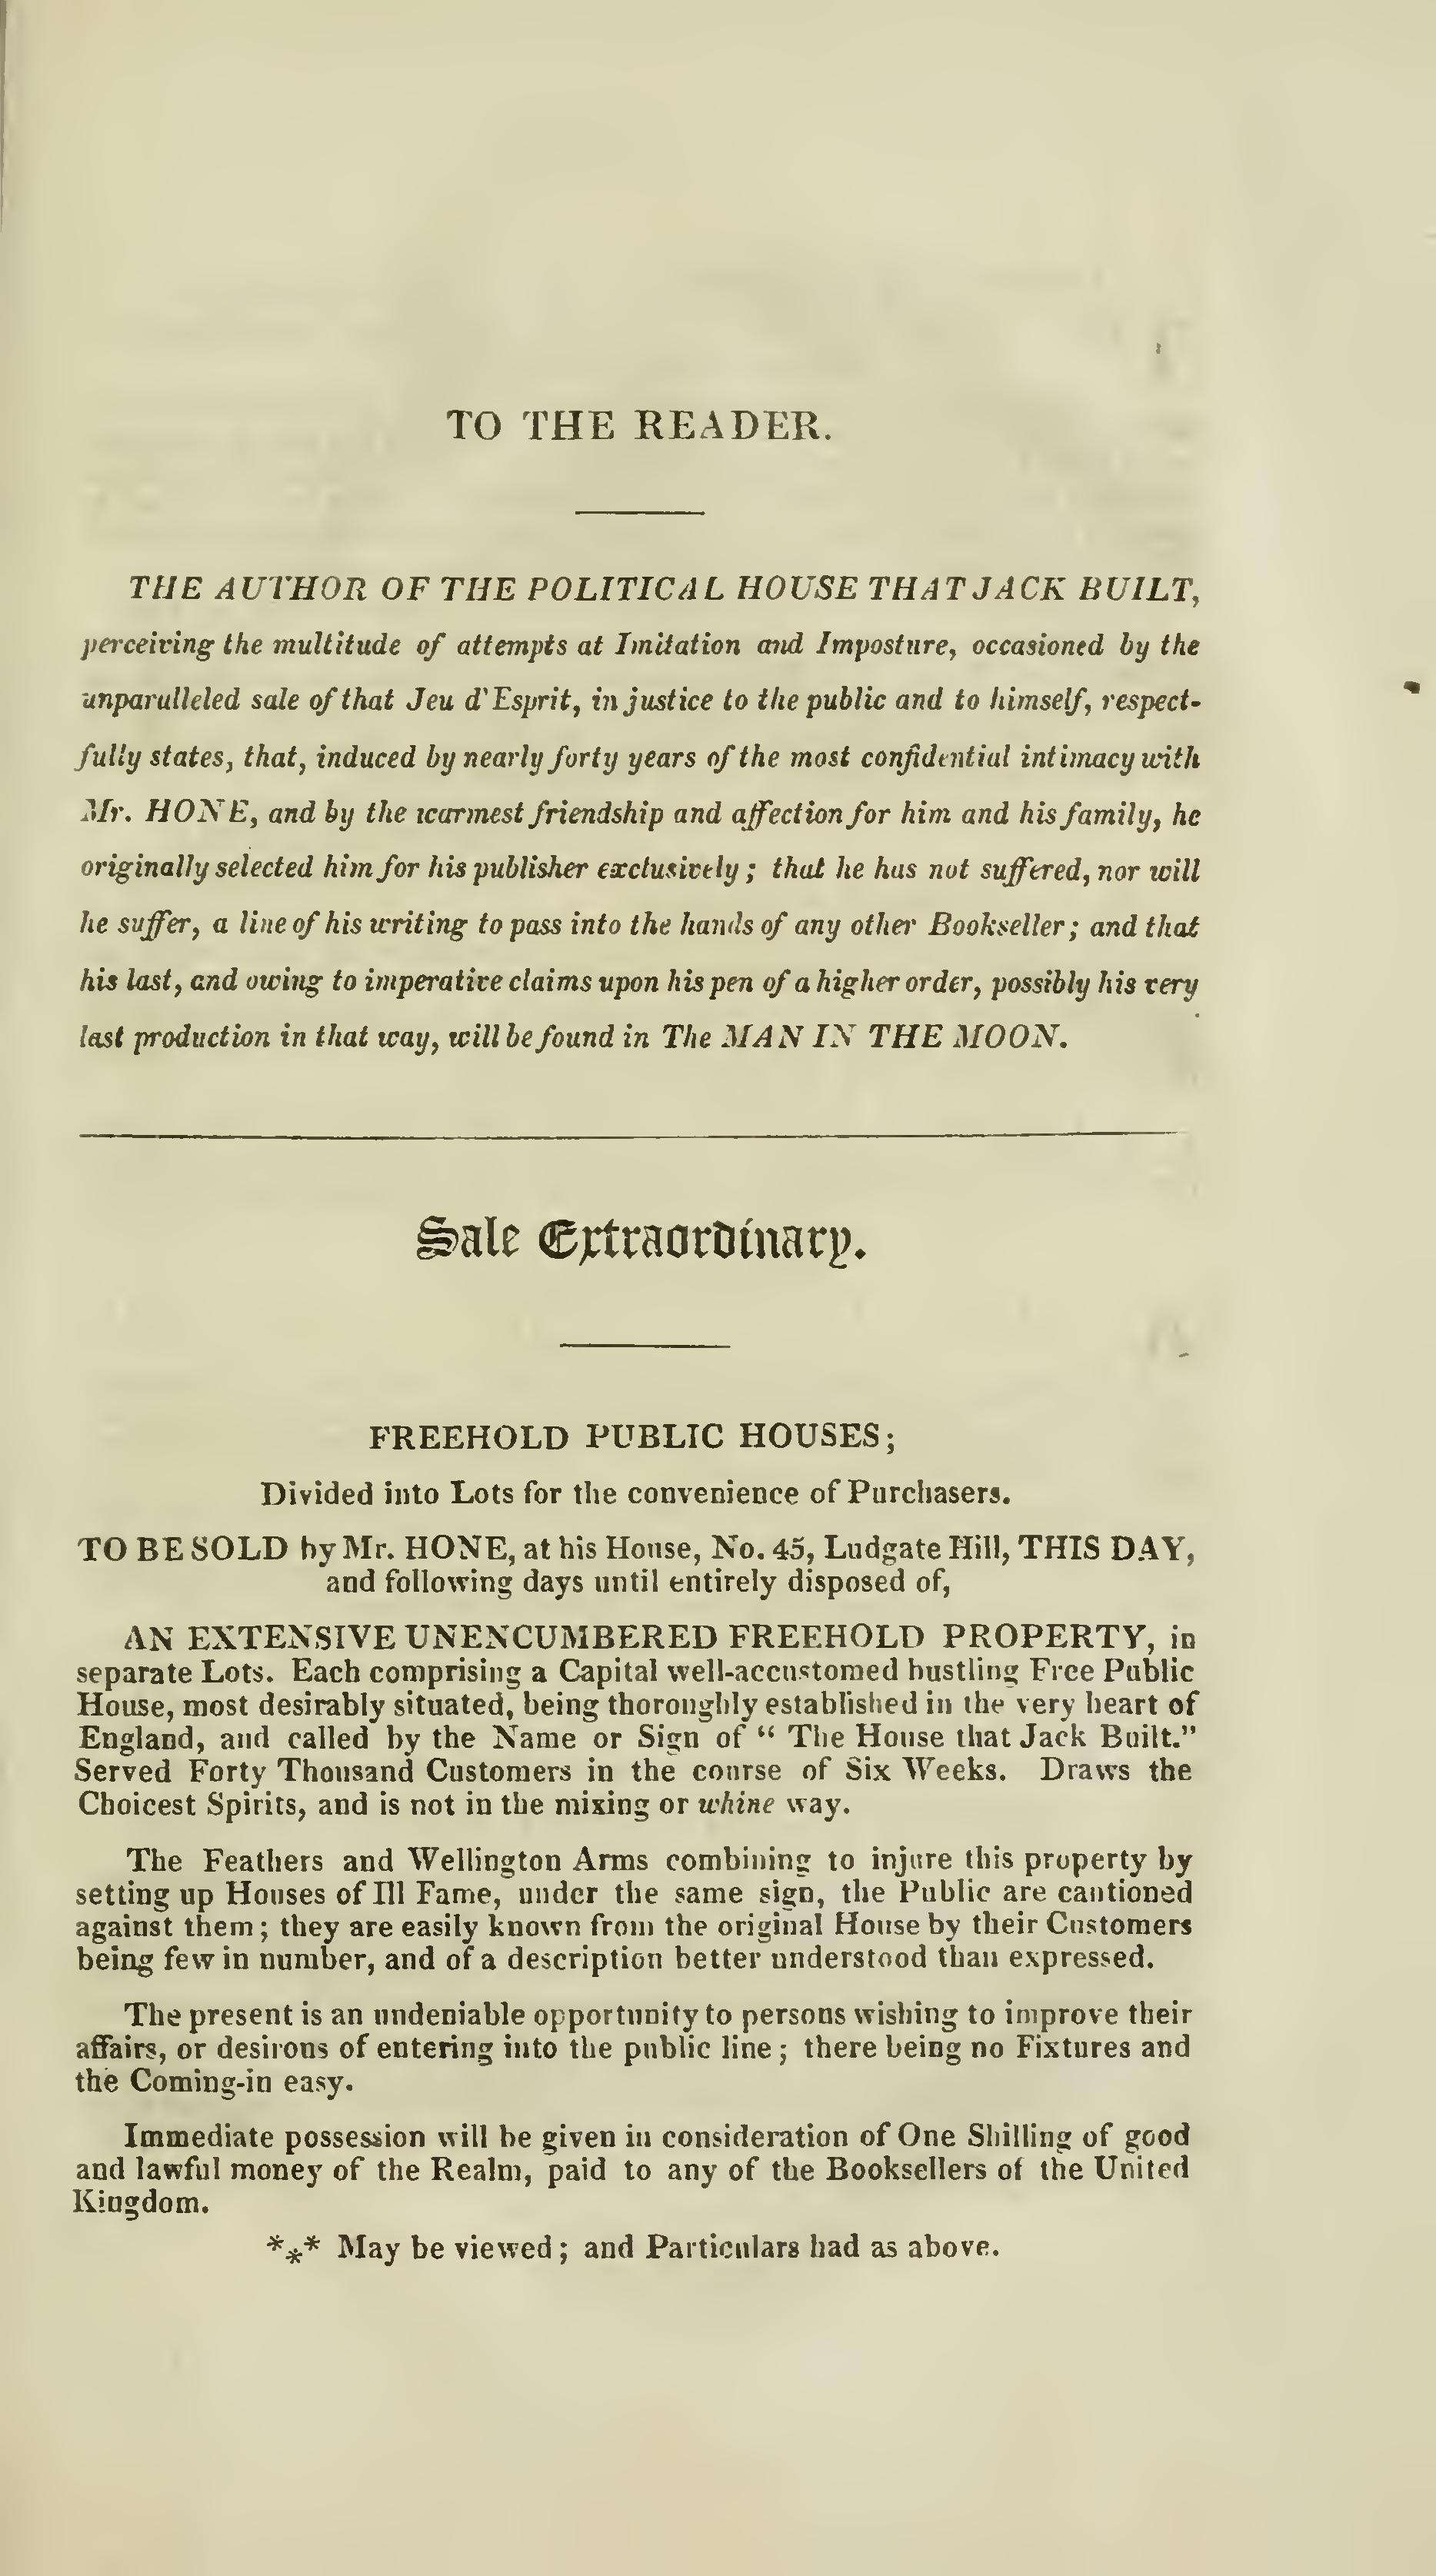 TO THE READER.
THE AUTHOR OF THE POLITICAL HOUSE THAT JACK BUILT,
perceiving the multitude of attempts at Imitation and Imposture, occasioned by the
unparalleled sale of that Jeu d'Esprit, in justice to the public and to himself, respect-
fully states, that, induced by nearly forty years of the most confidential intimacy with
Mr. HONE, and by the warmest friendship and affection for him and his family, he
originally selected him for his publisher exclusively; that he has not suffered, nor will
he suffer, a line of his writing to pass into the hands of any other Bookseller; and that
his last, and owing to imperative claims upon his pen of a higher order, possibly his very
last production in that way, will be found in The MAN IN THE MOON.
Sale Extraordinary.
FREEHOLD PUBLIC HOUSES;
Divided into Lots for the convenience of Purchasers.
TO BE SOLD by Mr. HONE, at his House, No. 45, Ludgate Hill, THIS DAY,
and following days until entirely disposed of,
AN EXTENSIVE UNENCUMBERED FREEHOLD PROPERTY, in
separate Lots. Each comprising a Capital well-accustomed bustling Free Public
House, most desirably situated, being thoroughly established in the very heart of
England, and called by the Name or Sign of “ The House that Jack Built.”
Served Forty Thousand Customers in the course of Six Weeks. Draws the
Choicest Spirits, and is not in the mixing or whine way.
The Feathers and Wellington Arms combining to injure this property by
setting up Houses of Ill Fame, under the same sign, the Public are cautioned
against them; they are easily known from the original House by their Customers
being few in number, and of a description better understood than expressed.
The present is an undeniable opportunity to persons wishing to improve their
affairs, or desirous of entering into the public line; there being no Fixtures and
the Coming-in easy.
Immediate possession will be given in consideration of One Shilling of good
and lawful money of the Realm, paid to any of the Booksellers of the United
Kingdom.
*** May be viewed; and Particulars had as above.